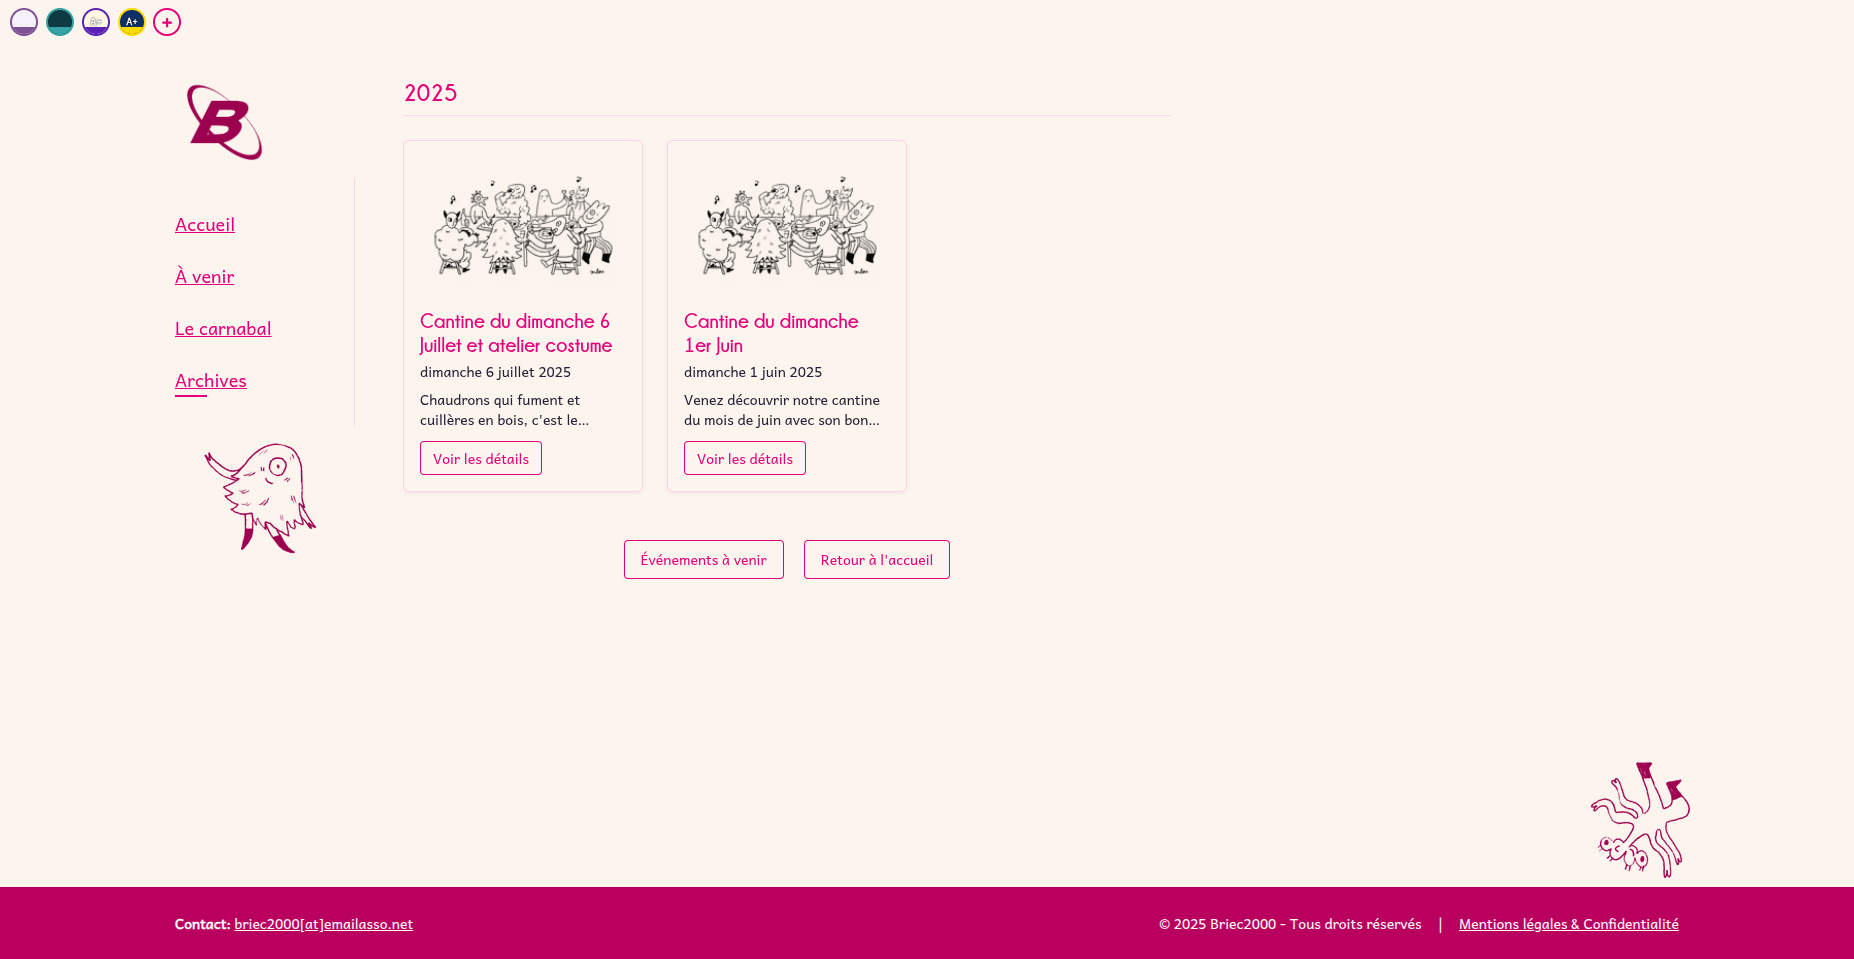 A+
A+
+
B
2025
Accueil
À venir
Le carnabal
Archives
Cantine du dimanche 6
Juillet et atelier costume
dimanche 6 juillet 2025
Chaudrons qui fument et
cuillères en bois, c'est le...
Voir les détails
Cantine du dimanche
1er Juin
dimanche 1 juin 2025
Venez découvrir notre cantine
du mois de juin avec son bon...
Voir les détails
Événements à venir
Retour à l'accueil
Contact: briec2000[at]emailasso.net
© 2025 Briec2000 - Tous droits réservés | Mentions légales & Confidentialité